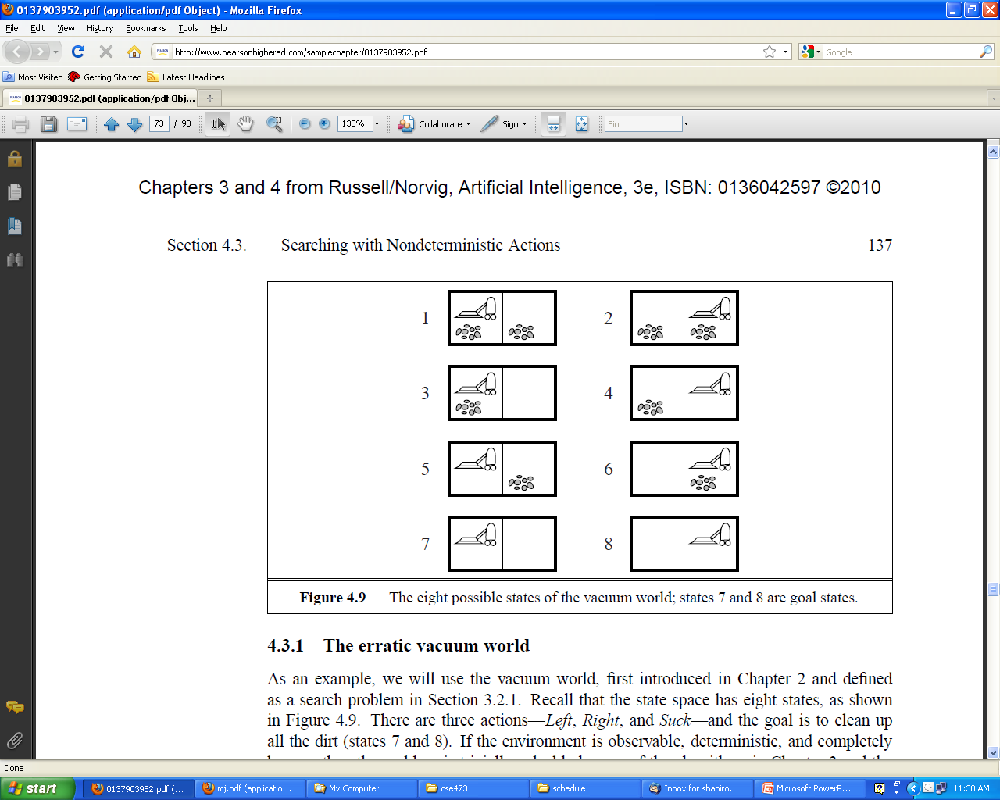 0137903952.pdf (application/pdf Object) - Mozilla Firefox
File Edit View History Bookmarks Tools Help
http://www.pearsonhighered.com/samplechapter/0137903952.pdf
Google
Most Visited Getting Started Latest Headlines
0137903952.pdf (application/pdf Obj...
73 / 98 130% Collaborate Sign Find
Chapters 3 and 4 from Russell/Norvig, Artificial Intelligence, 3e, ISBN: 0136042597 ©2010
Section 4.3. Searching with Nondeterministic Actions 137
1 2
3 4
5 6
7 8
Figure 4.9 The eight possible states of the vacuum world; states 7 and 8 are goal states.
4.3.1 The erratic vacuum world
As an example, we will use the vacuum world, first introduced in Chapter 2 and defined
as a search problem in Section 3.2.1. Recall that the state space has eight states, as shown
in Figure 4.9. There are three actions—Left, Right, and Suck—and the goal is to clean up
all the dirt (states 7 and 8). If the environment is observable, deterministic, and completely
Done
start 0137903952.pdf (... mj.pdf (applicatio... My Computer cse473 schedule Inbox for shapiro... Microsoft PowerP... 11:38 AM